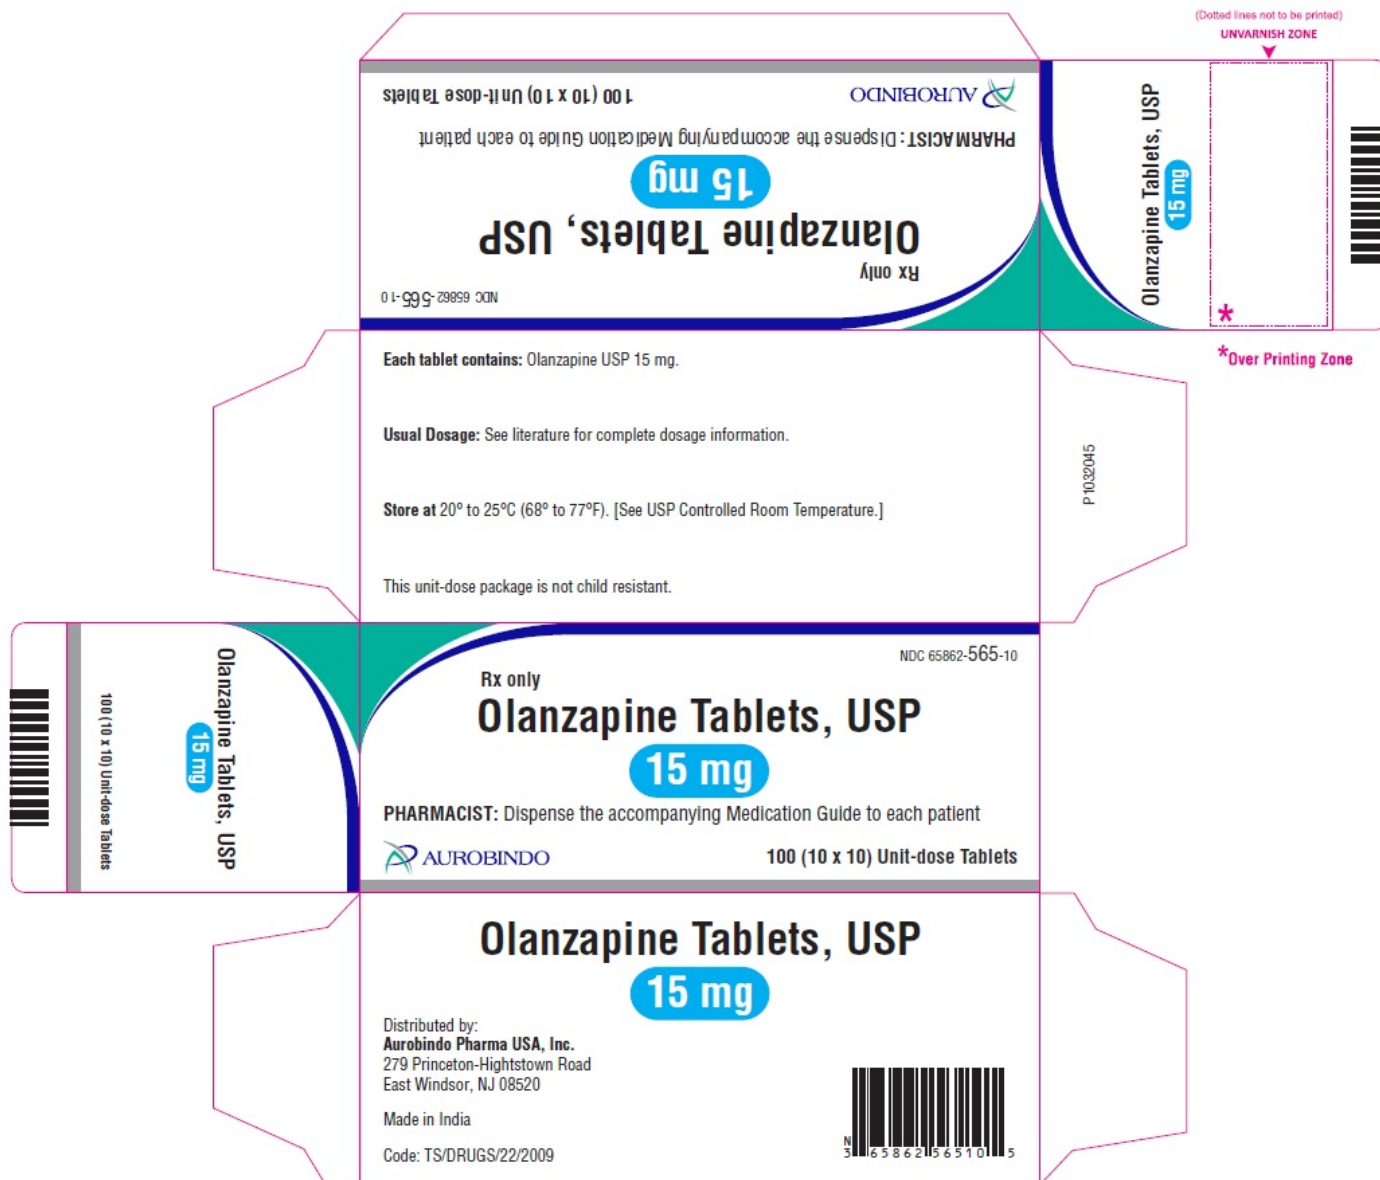 (Dotted lines not to be printed)
UNVARNISH ZONE
100 (10 x 10) Unit-dose Tablets
AUROBINDO
PHARMACIST: Dispense the accompanying Medication Guide to each patient
15 mg
Olanzapine Tablets, USP
Rx only
NDC 65862-565-10
Olanzapine Tablets, USP
15 mg
*
*Over Printing Zone
Each tablet contains: Olanzapine USP 15 mg.
Usual Dosage: See literature for complete dosage information.
Store at 20° to 25°C (68° to 77°F). [See USP Controlled Room Temperature.]
This unit-dose package is not child resistant.
P1032045
Olanzapine Tablets, USP
15 mg
100 (10 x 10) Unit-dose Tablets
NDC 65862-565-10
Rx only
Olanzapine Tablets, USP
15 mg
PHARMACIST: Dispense the accompanying Medication Guide to each patient
AUROBINDO
100 (10 x 10) Unit-dose Tablets
Olanzapine Tablets, USP
15 mg
Distributed by:
Aurobindo Pharma USA, Inc.
279 Princeton-Hightstown Road
East Windsor, NJ 08520
Made in India
Code: TS/DRUGS/22/2009
N
3 65862 56510 5